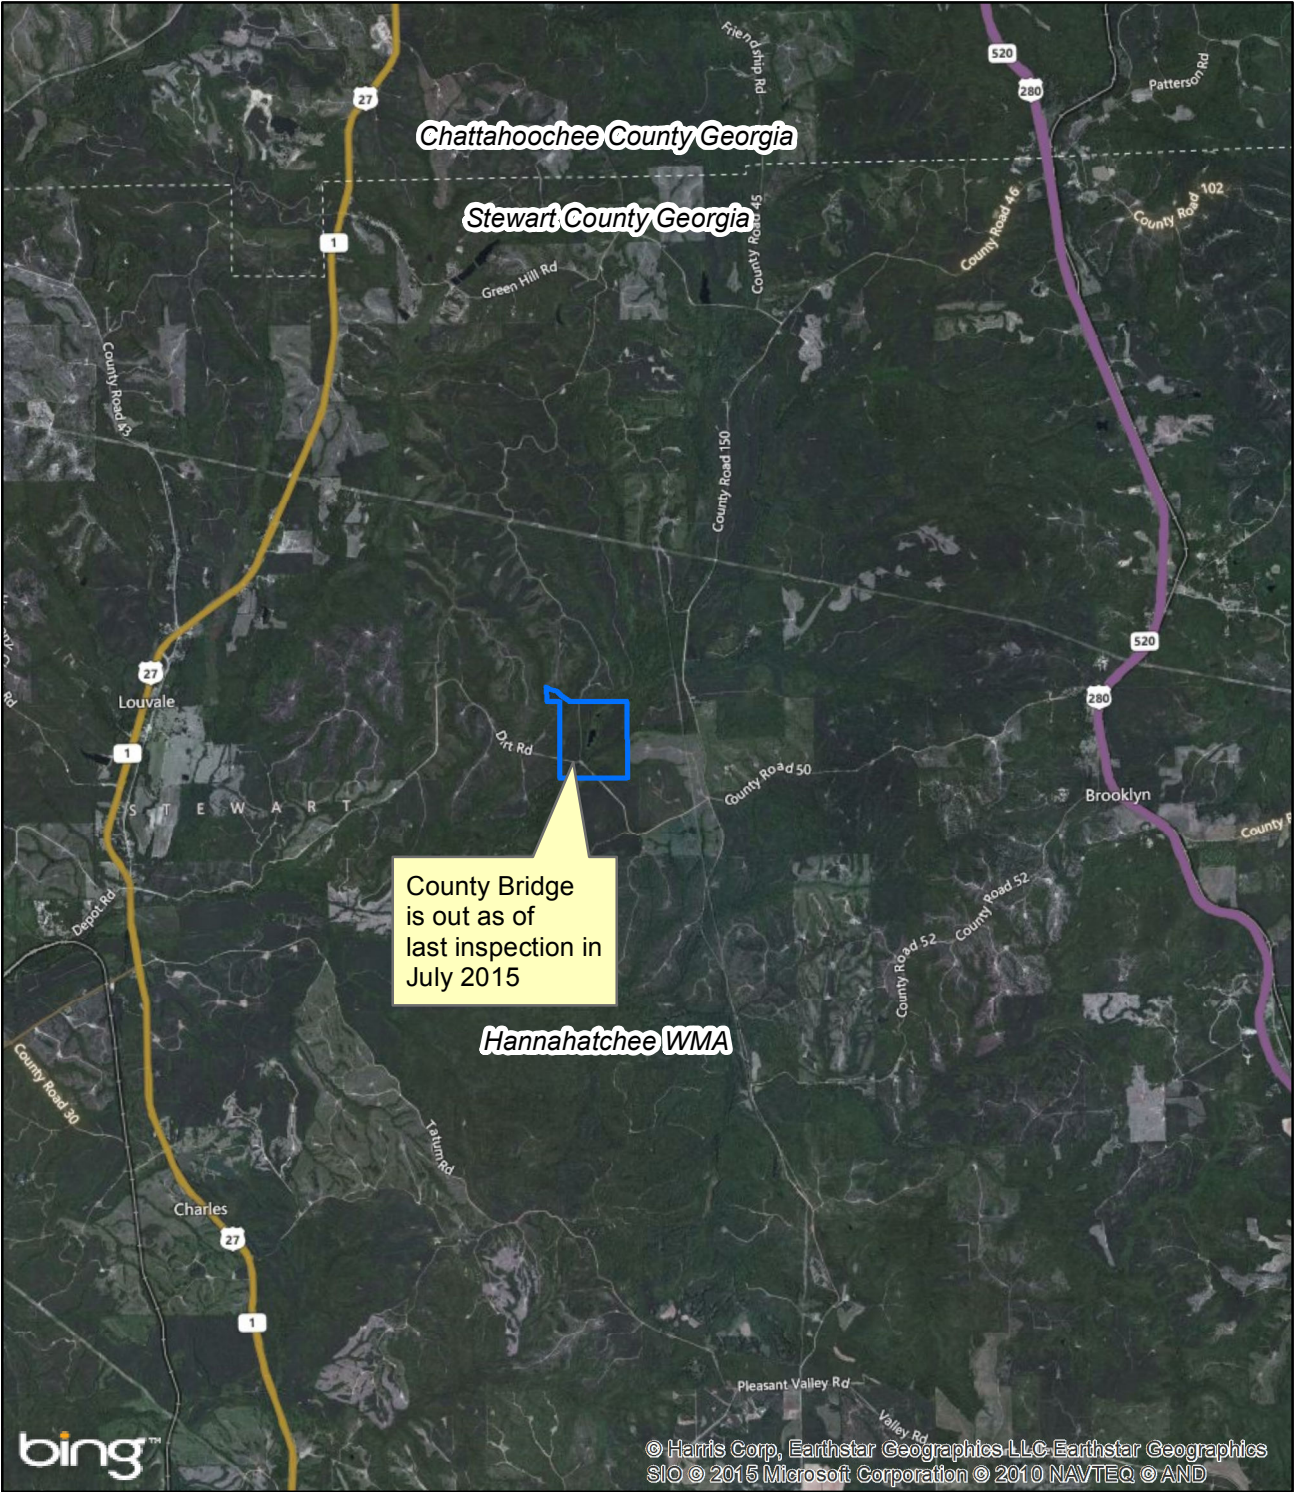 520
Friendship Rd
27
280
Patterson Rd
Chattahoochee County Georgia
County Road 46
County Road 102
Stewart County Georgia
County Road 45
1
Green Hill Rd
County Road 43
County Road 150
520
27
Rd
Louvale
280
1
Dirt Rd
County Road 50
Brooklyn
STEWART
County
County Bridge
is out as of
last inspection in
July 2015
Depot Rd
County Road 52
County Road 52
Hannahatchee WMA
County Road 30
Tatum Rd
Charles
27
1
Pleasant Valley Rd
Valley Rd
bing™
© Harris Corp, Earthstar Geographics LLC Earthstar Geographics
SIO © 2015 Microsoft Corporation © 2010 NAVTEQ © AND